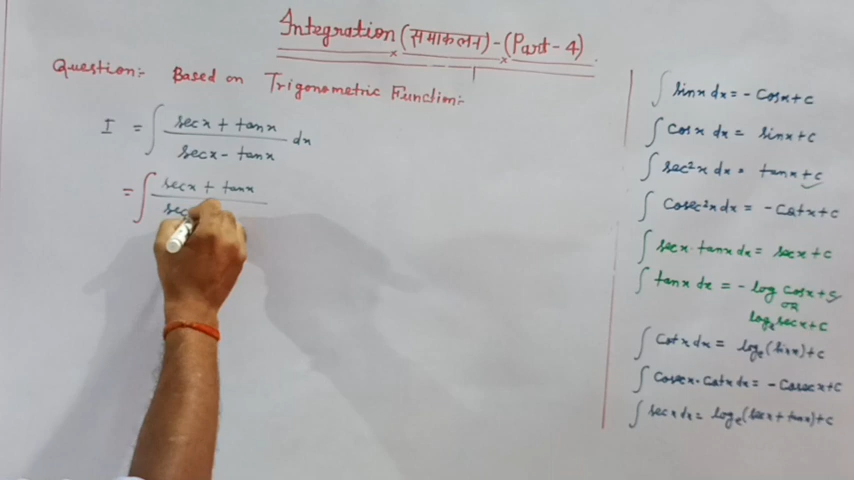 Integration (समाकलन) - (Part - 4)
Question:- Based on Trigonometric Function:-
I = ∫ secx + tanx / secx - tanx dx
= ∫ secx + tanx / sec
∫ sinx dx = - cosx + c
∫ cosx dx = sinx + c
∫ sec²x dx = tanx + c
∫ cosec²x dx = - cotx + c
∫ secx · tanx dx = secx + c
∫ tanx dx = - log cosx + c
OR
logₑ secx + c
∫ cotx dx = logₑ (sinx) + c
∫ cosecx · cotx dx = - cosecx + c
∫ secx dx = logₑ (secx + tanx) + c